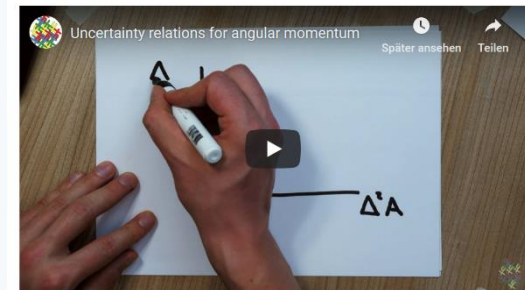 Uncertainty relations for angular momentum
Später ansehen
Teilen
Δ
Δ²A